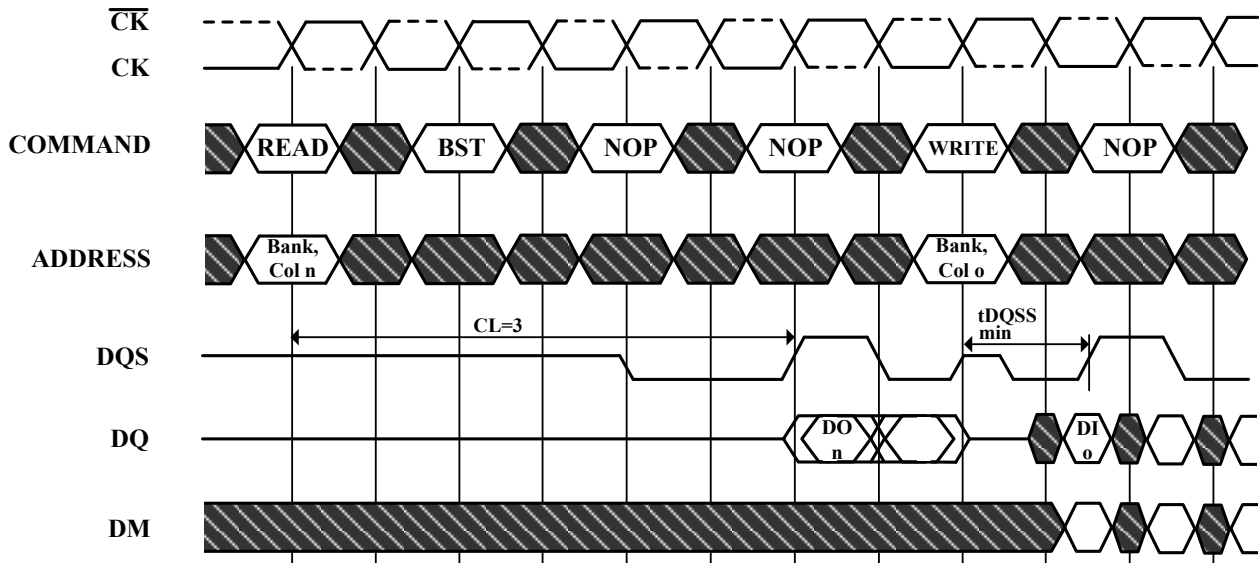 CK
CK
COMMAND
READ
BST
NOP
NOP
WRITE
NOP
ADDRESS
Bank,
Col n
Bank,
Col o
DQS
CL=3
tDQSS
min
DQ
DO
n
DI
o
DM